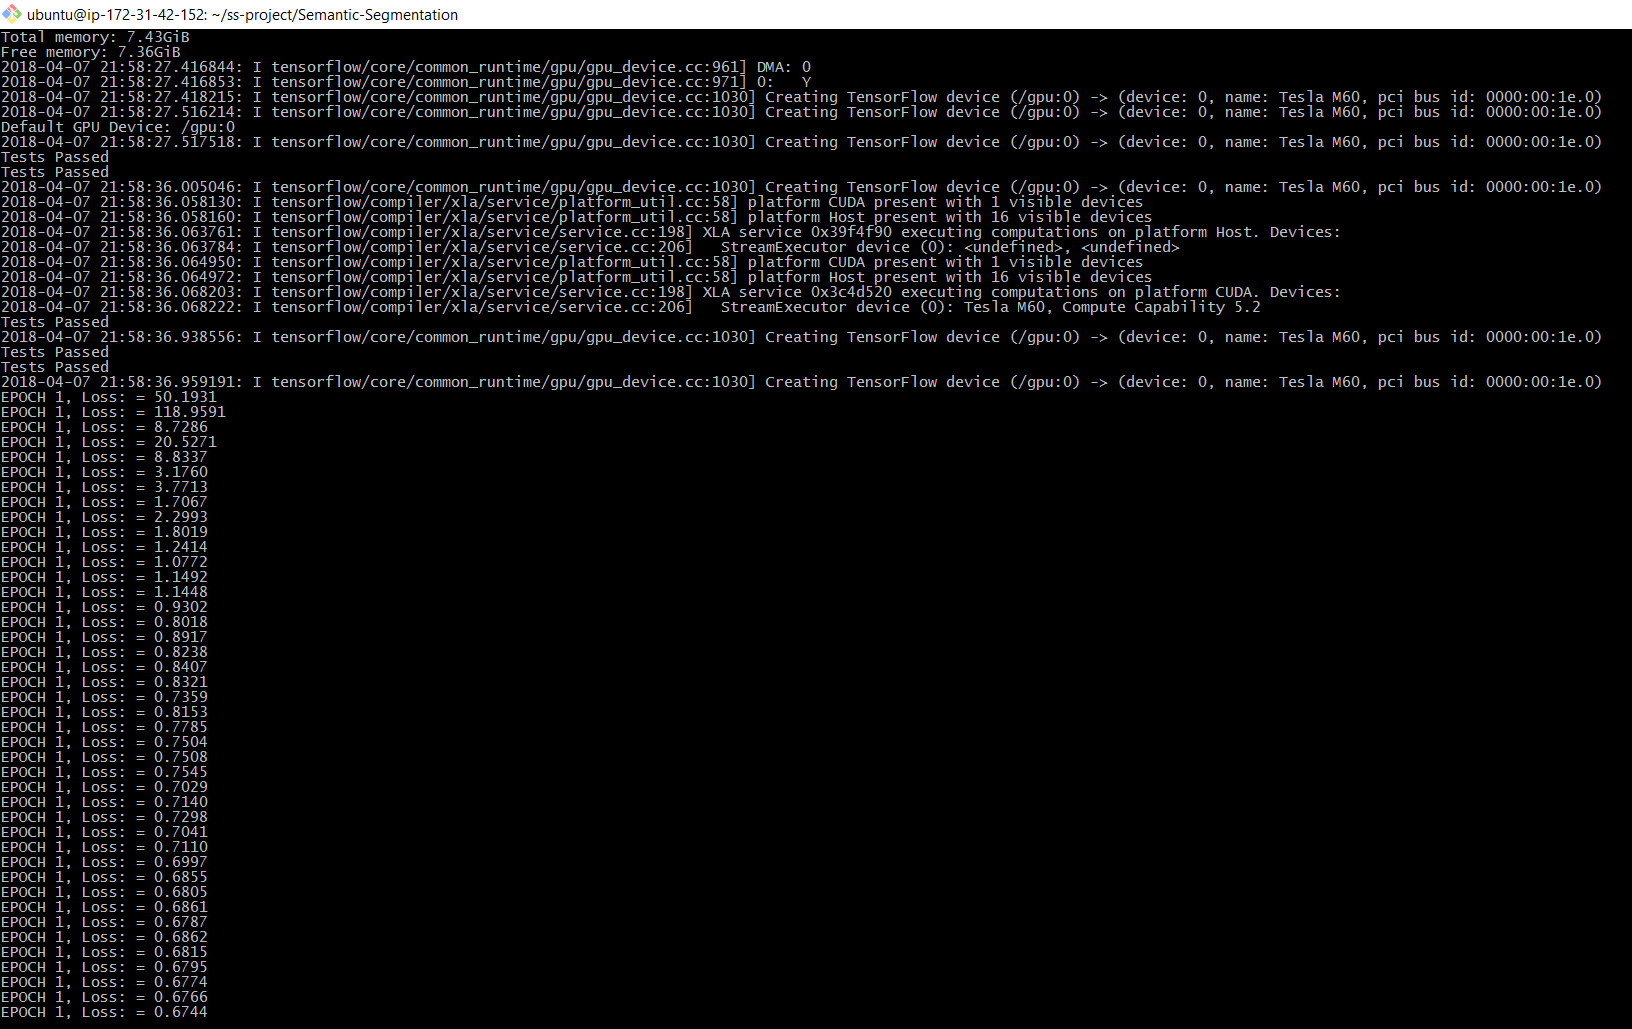 ubuntu@ip-172-31-42-152: ~/ss-project/Semantic-Segmentation
Total memory: 7.43GiB
Free memory: 7.36GiB
2018-04-07 21:58:27.416844: I tensorflow/core/common_runtime/gpu/gpu_device.cc:961] DMA: 0
2018-04-07 21:58:27.416853: I tensorflow/core/common_runtime/gpu/gpu_device.cc:971] 0:   Y
2018-04-07 21:58:27.418215: I tensorflow/core/common_runtime/gpu/gpu_device.cc:1030] Creating TensorFlow device (/gpu:0) -> (device: 0, name: Tesla M60, pci bus id: 0000:00:1e.0)
2018-04-07 21:58:27.516214: I tensorflow/core/common_runtime/gpu/gpu_device.cc:1030] Creating TensorFlow device (/gpu:0) -> (device: 0, name: Tesla M60, pci bus id: 0000:00:1e.0)
Default GPU Device: /gpu:0
2018-04-07 21:58:27.517518: I tensorflow/core/common_runtime/gpu/gpu_device.cc:1030] Creating TensorFlow device (/gpu:0) -> (device: 0, name: Tesla M60, pci bus id: 0000:00:1e.0)
Tests Passed
Tests Passed
2018-04-07 21:58:36.005046: I tensorflow/core/common_runtime/gpu/gpu_device.cc:1030] Creating TensorFlow device (/gpu:0) -> (device: 0, name: Tesla M60, pci bus id: 0000:00:1e.0)
2018-04-07 21:58:36.058130: I tensorflow/compiler/xla/service/platform_util.cc:58] platform CUDA present with 1 visible devices
2018-04-07 21:58:36.058160: I tensorflow/compiler/xla/service/platform_util.cc:58] platform Host present with 16 visible devices
2018-04-07 21:58:36.063761: I tensorflow/compiler/xla/service/service.cc:198] XLA service 0x39f4f90 executing computations on platform Host. Devices:
2018-04-07 21:58:36.063784: I tensorflow/compiler/xla/service/service.cc:206]   StreamExecutor device (0): <undefined>, <undefined>
2018-04-07 21:58:36.064950: I tensorflow/compiler/xla/service/platform_util.cc:58] platform CUDA present with 1 visible devices
2018-04-07 21:58:36.064972: I tensorflow/compiler/xla/service/platform_util.cc:58] platform Host present with 16 visible devices
2018-04-07 21:58:36.068203: I tensorflow/compiler/xla/service/service.cc:198] XLA service 0x3c4d520 executing computations on platform CUDA. Devices:
2018-04-07 21:58:36.068222: I tensorflow/compiler/xla/service/service.cc:206]   StreamExecutor device (0): Tesla M60, Compute Capability 5.2
Tests Passed
2018-04-07 21:58:36.938556: I tensorflow/core/common_runtime/gpu/gpu_device.cc:1030] Creating TensorFlow device (/gpu:0) -> (device: 0, name: Tesla M60, pci bus id: 0000:00:1e.0)
Tests Passed
Tests Passed
2018-04-07 21:58:36.959191: I tensorflow/core/common_runtime/gpu/gpu_device.cc:1030] Creating TensorFlow device (/gpu:0) -> (device: 0, name: Tesla M60, pci bus id: 0000:00:1e.0)
EPOCH 1, Loss: = 50.1931
EPOCH 1, Loss: = 118.9591
EPOCH 1, Loss: = 8.7286
EPOCH 1, Loss: = 20.5271
EPOCH 1, Loss: = 8.8337
EPOCH 1, Loss: = 3.1760
EPOCH 1, Loss: = 3.7713
EPOCH 1, Loss: = 1.7067
EPOCH 1, Loss: = 2.2993
EPOCH 1, Loss: = 1.8019
EPOCH 1, Loss: = 1.2414
EPOCH 1, Loss: = 1.0772
EPOCH 1, Loss: = 1.1492
EPOCH 1, Loss: = 1.1448
EPOCH 1, Loss: = 0.9302
EPOCH 1, Loss: = 0.8018
EPOCH 1, Loss: = 0.8917
EPOCH 1, Loss: = 0.8238
EPOCH 1, Loss: = 0.8407
EPOCH 1, Loss: = 0.8321
EPOCH 1, Loss: = 0.7359
EPOCH 1, Loss: = 0.8153
EPOCH 1, Loss: = 0.7785
EPOCH 1, Loss: = 0.7504
EPOCH 1, Loss: = 0.7508
EPOCH 1, Loss: = 0.7545
EPOCH 1, Loss: = 0.7029
EPOCH 1, Loss: = 0.7140
EPOCH 1, Loss: = 0.7298
EPOCH 1, Loss: = 0.7041
EPOCH 1, Loss: = 0.7110
EPOCH 1, Loss: = 0.6997
EPOCH 1, Loss: = 0.6855
EPOCH 1, Loss: = 0.6805
EPOCH 1, Loss: = 0.6861
EPOCH 1, Loss: = 0.6787
EPOCH 1, Loss: = 0.6862
EPOCH 1, Loss: = 0.6815
EPOCH 1, Loss: = 0.6795
EPOCH 1, Loss: = 0.6774
EPOCH 1, Loss: = 0.6766
EPOCH 1, Loss: = 0.6744